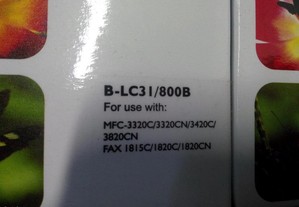 B-LC31/800B
For use with:
MFC-3320C/3320CN/3420C/
3820CN
FAX 1815C/1820C/1820CN